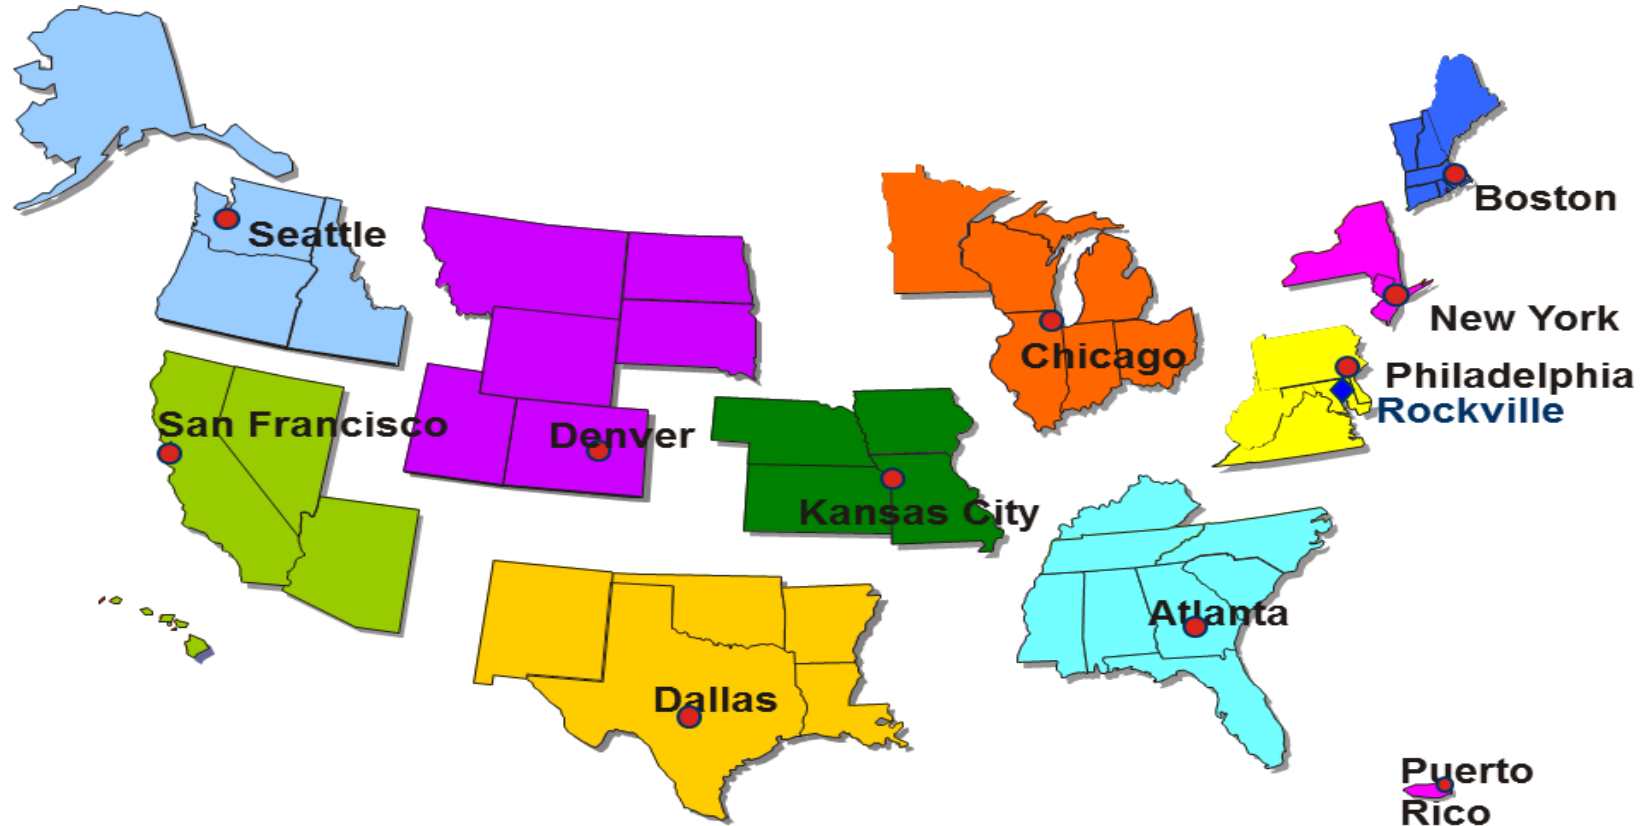 Boston
Seattle
New York
Chicago
Philadelphia
Rockville
San Francisco
Denver
Kansas City
Atlanta
Dallas
Puerto
Rico